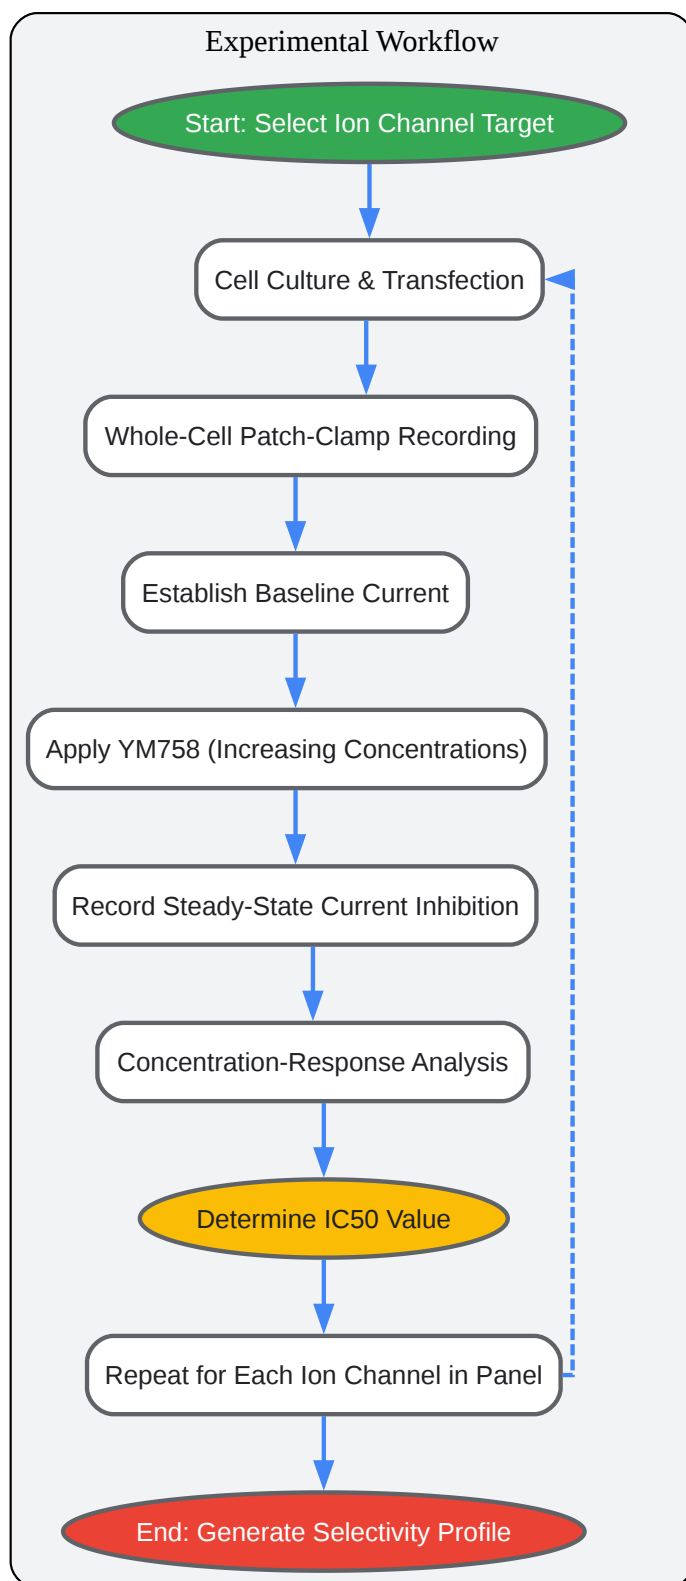 Experimental Workflow
Start: Select Ion Channel Target
Cell Culture & Transfection
Whole-Cell Patch-Clamp Recording
Establish Baseline Current
Apply YM758 (Increasing Concentrations)
Record Steady-State Current Inhibition
Concentration-Response Analysis
Determine IC50 Value
Repeat for Each Ion Channel in Panel
End: Generate Selectivity Profile